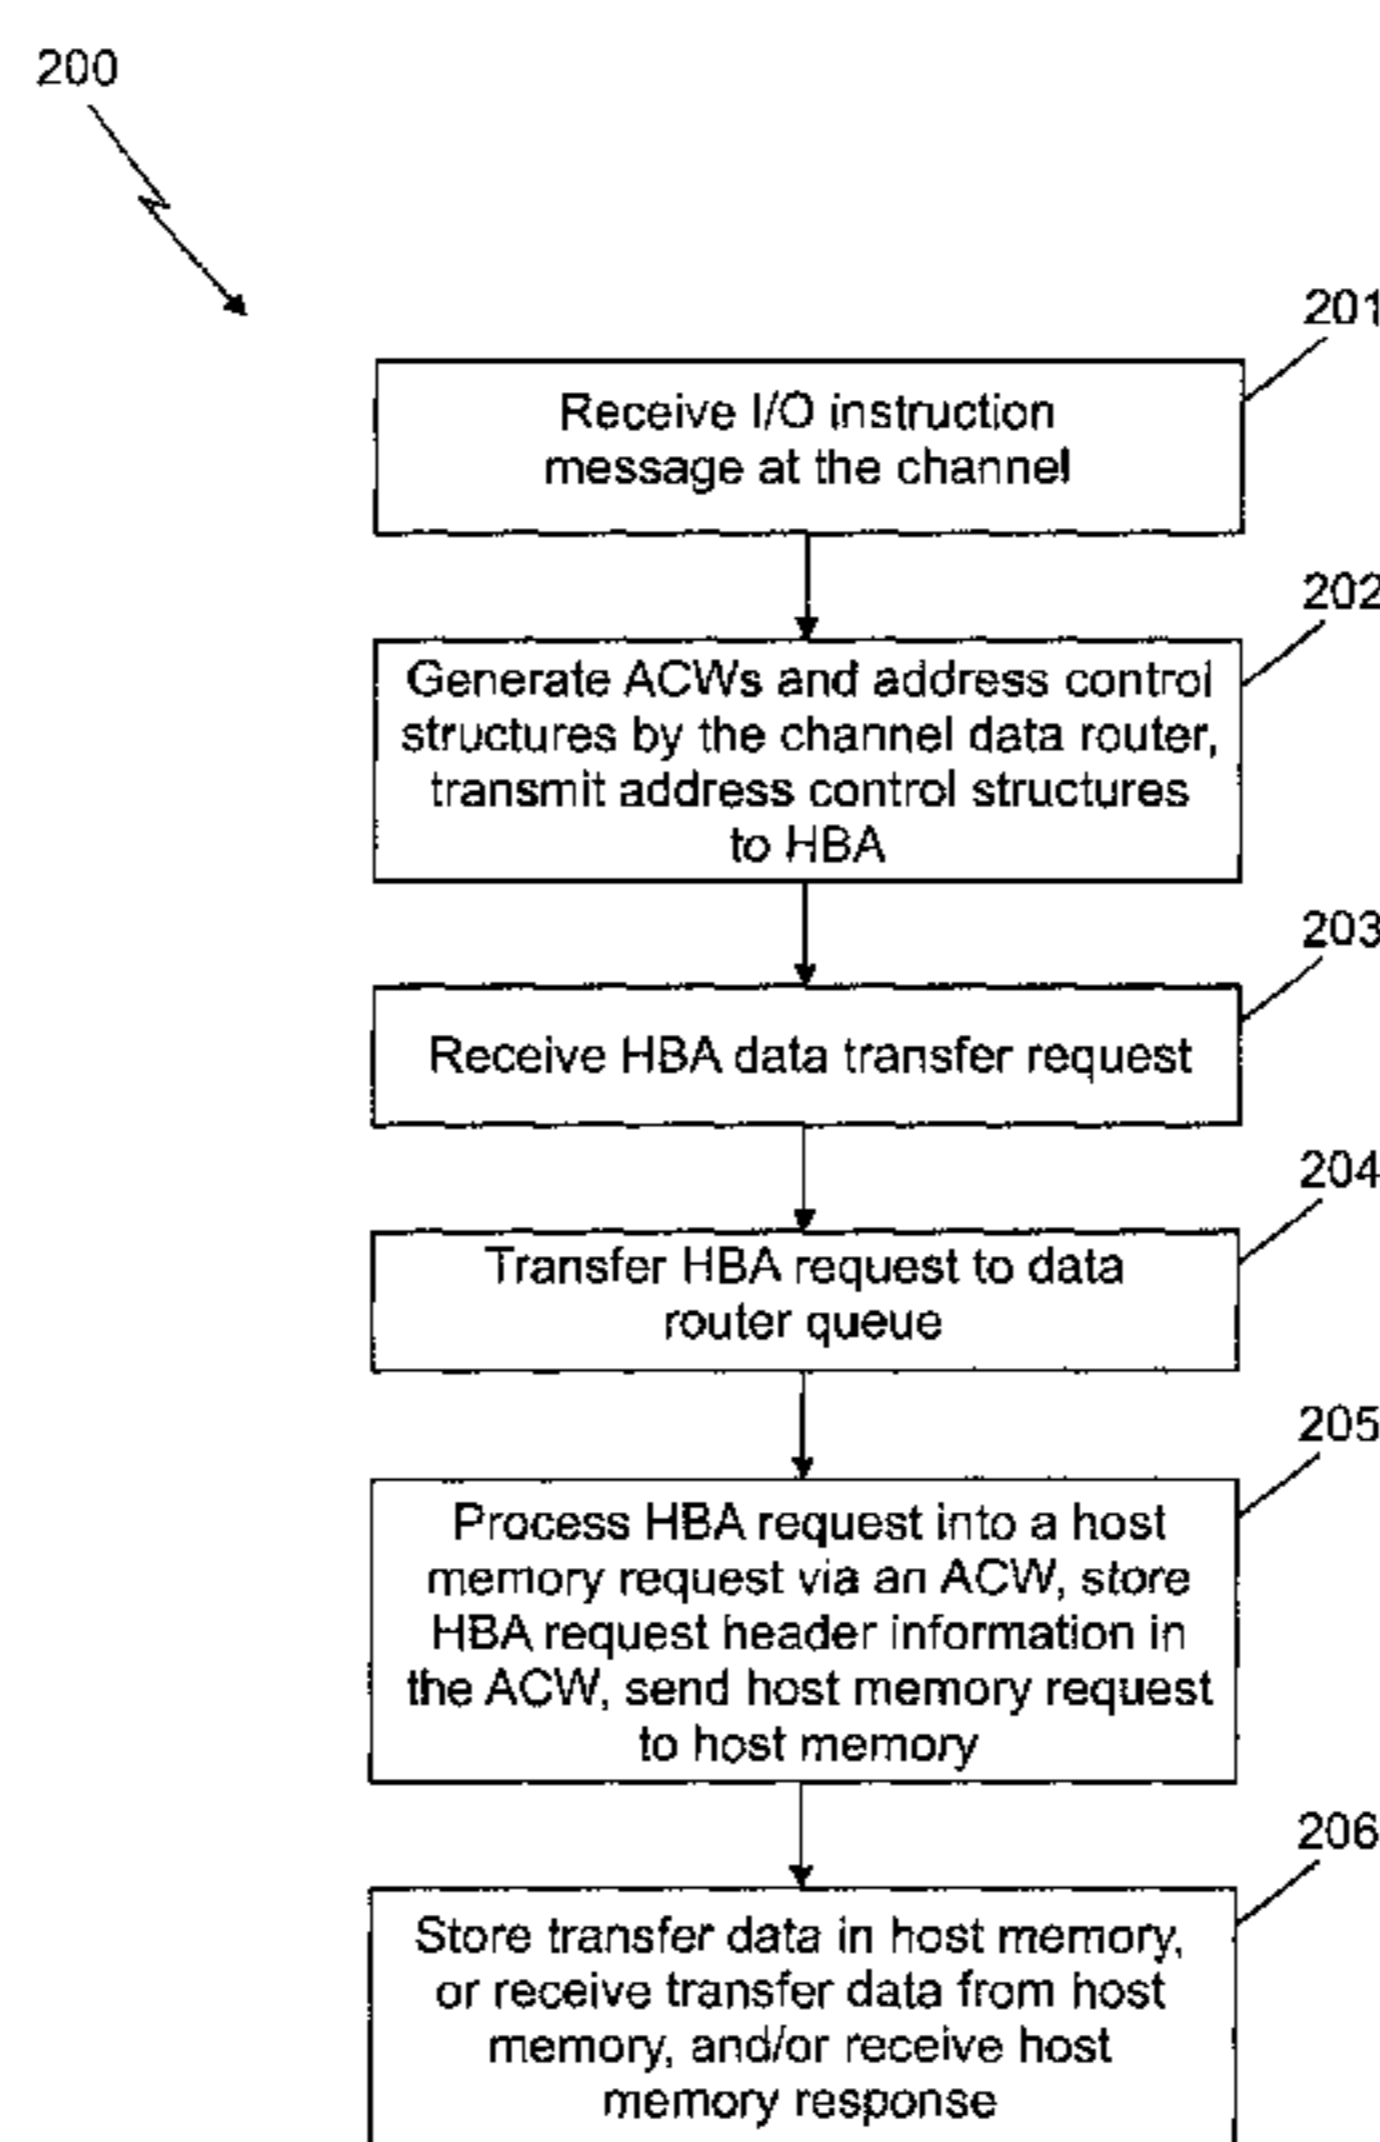 200
201
Receive I/O instruction
message at the channel
202
Generate ACWs and address control
structures by the channel data router,
transmit address control structures
to HBA
203
Receive HBA data transfer request
204
Transfer HBA request to data
router queue
205
Process HBA request into a host
memory request via an ACW, store
HBA request header information in
the ACW, send host memory request
to host memory
206
Store transfer data in host memory,
or receive transfer data from host
memory, and/or receive host
memory response